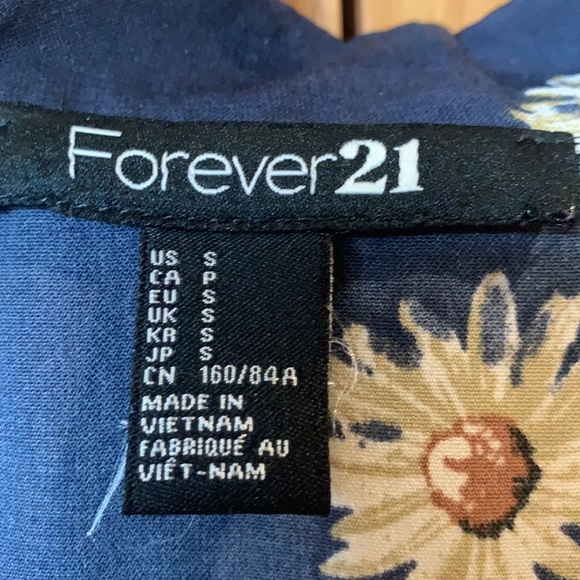 Forever21
US S
CA P
EU S
UK S
KR S
JP S
CN 160/84A
MADE IN
VIETNAM
FABRIQUÉ AU
VIÊT-NAM